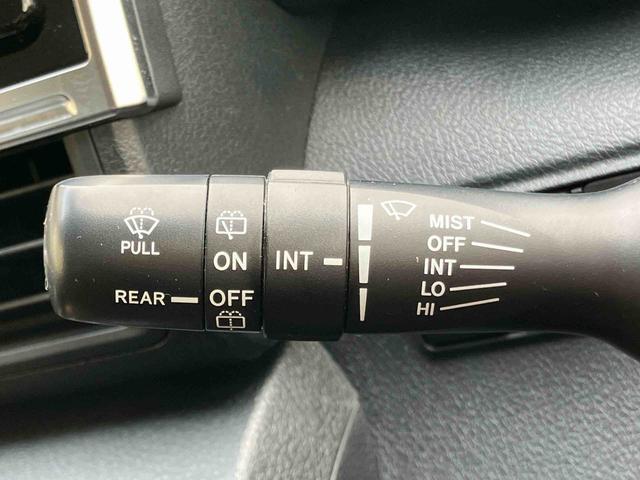 PULL
REAR
ON
OFF
INT
MIST
OFF
INT
LO
HI